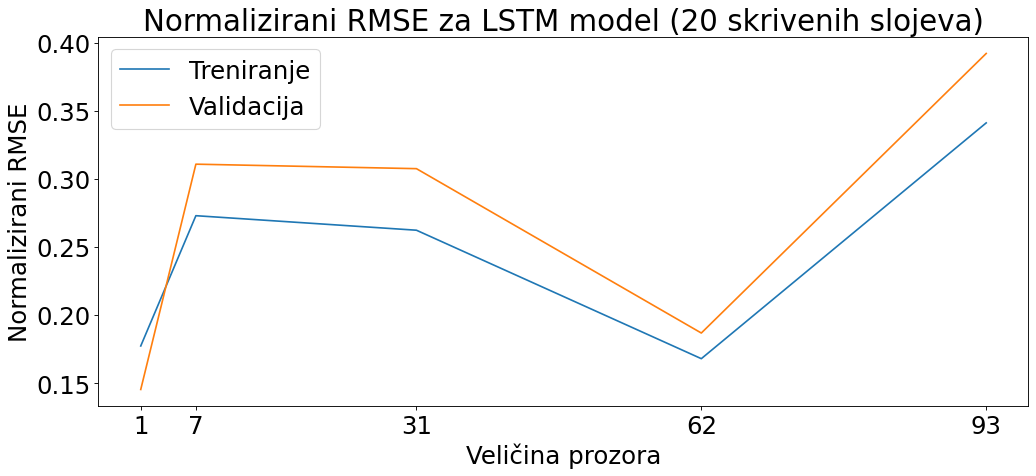 Normalizirani RMSE za LSTM model (20 skrivenih slojeva)
Normalizirani RMSE
0.40
0.35
0.30
0.25
0.20
0.15
Treniranje
Validacija
1 7 31 62 93
Veličina prozora